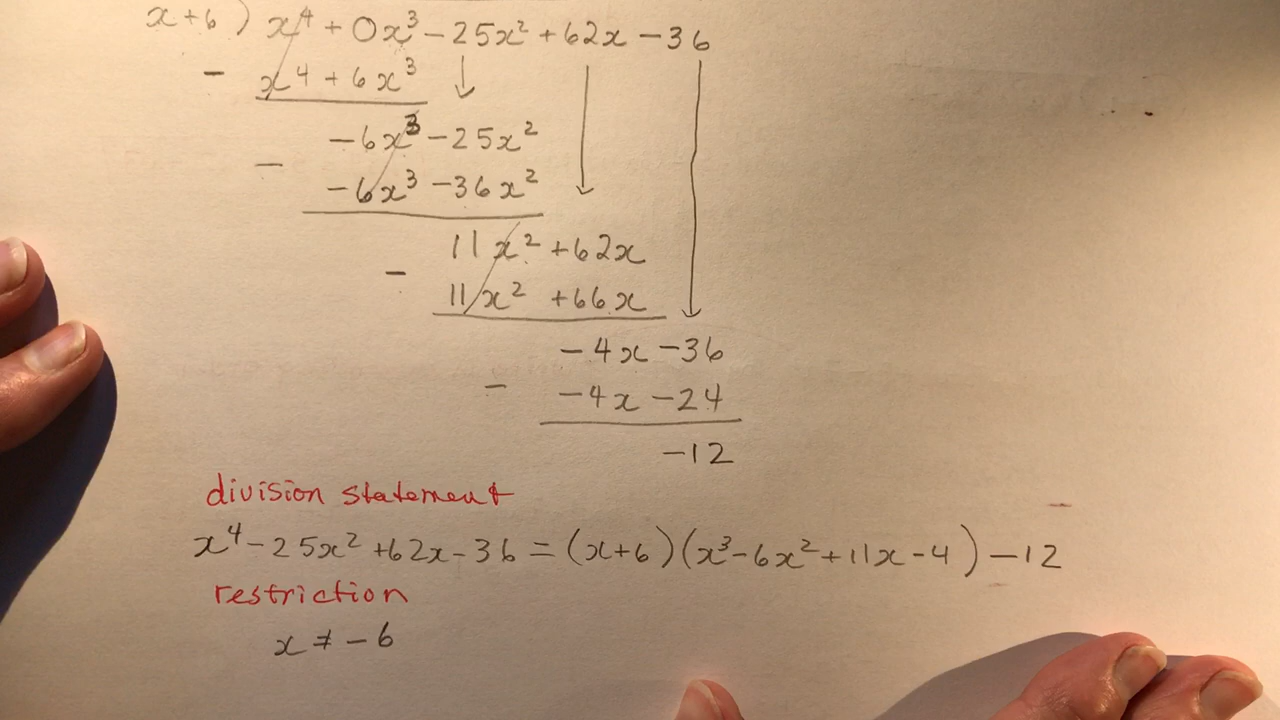 x+6 ) x⁴ + 0x³ − 25x² + 62x − 36
− x⁴ + 6x³
−6x³ − 25x²
− −6x³ − 36x²
11x² + 62x
− 11x² + 66x
−4x − 36
− −4x − 24
−12
division statement
x⁴ − 25x² + 62x − 36 = (x+6)(x³ − 6x² + 11x − 4) − 12
restriction
x ≠ −6